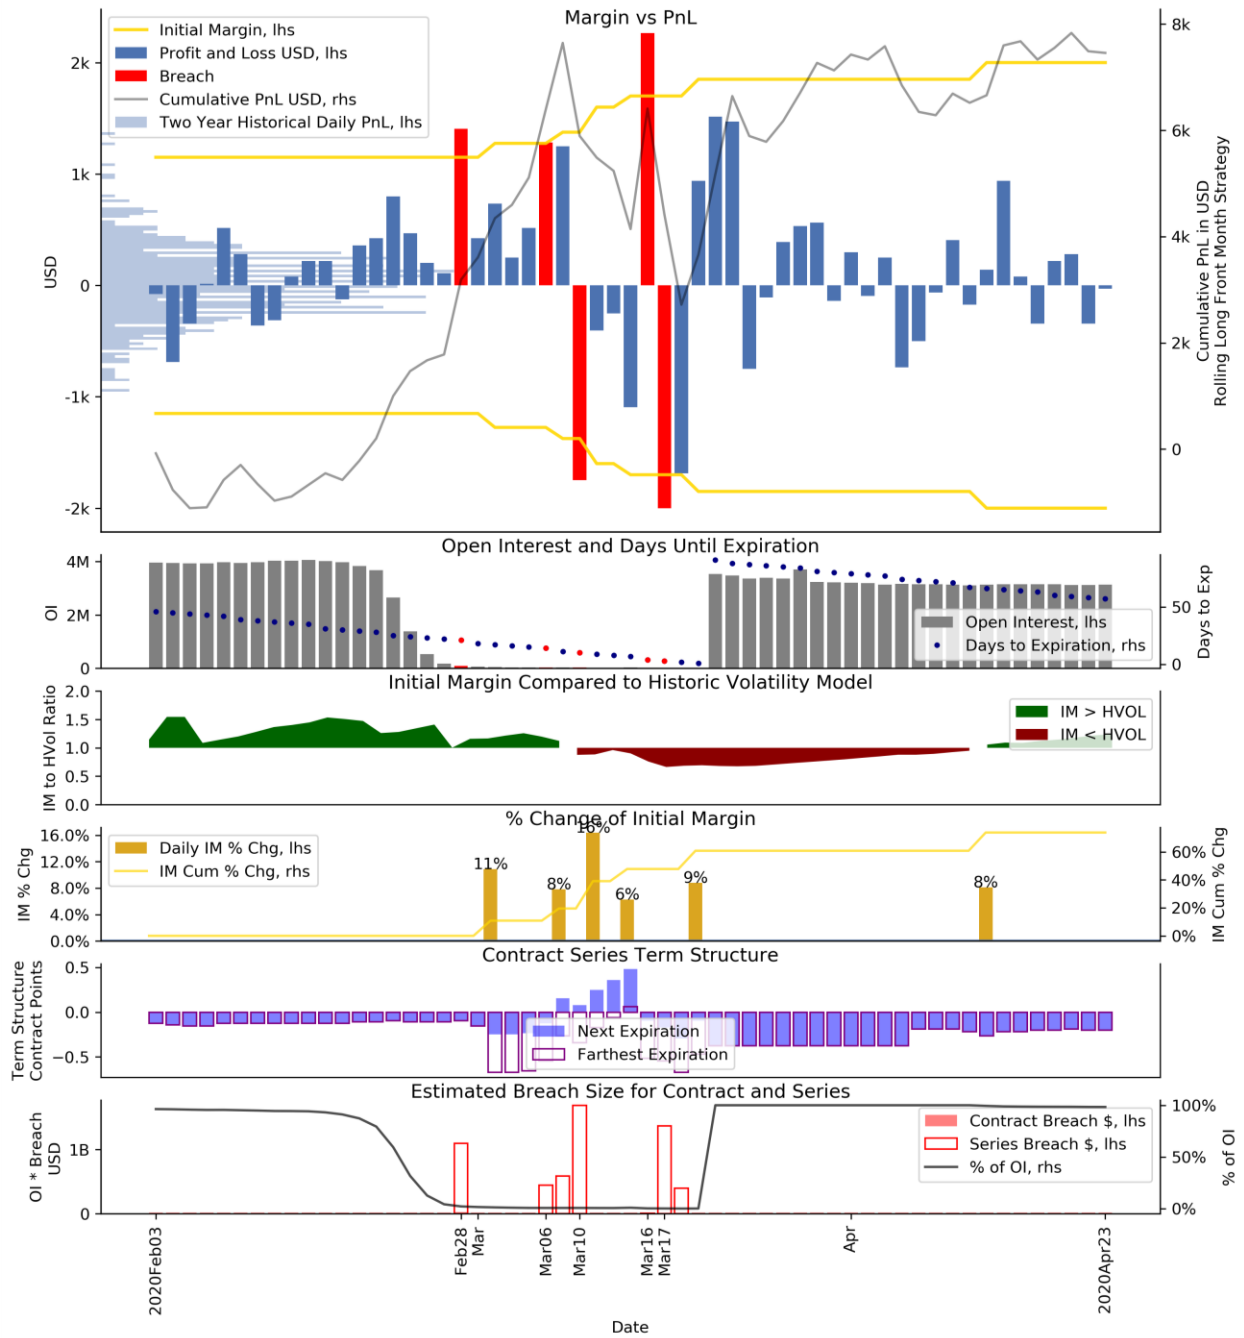 Margin vs PnL
Initial Margin, lhs
Profit and Loss USD, lhs
Breach
Cumulative PnL USD, rhs
Two Year Historical Daily PnL, lhs
2k
1k
0
-1k
-2k
USD
8k
6k
4k
2k
0
Cumulative PnL in USD
Rolling Long Front Month Strategy
Open Interest and Days Until Expiration
4M
2M
0
OI
50
0
Days to Exp
Open Interest, lhs
Days to Expiration, rhs
Initial Margin Compared to Historic Volatility Model
2.0
1.5
1.0
0.5
0.0
IM to HVol Ratio
IM > HVOL
IM < HVOL
% Change of Initial Margin
16.0%
12.0%
8.0%
4.0%
0.0%
IM % Chg
Daily IM % Chg, lhs
IM Cum % Chg, rhs
11%
8%
16%
6%
9%
8%
60%
40%
20%
0%
IM Cum % Chg
Contract Series Term Structure
0.5
0.0
−0.5
Term Structure
Contract Points
Next Expiration
Farthest Expiration
Estimated Breach Size for Contract and Series
1B
0
OI * Breach
USD
100%
50%
0%
% of OI
Contract Breach $, lhs
Series Breach $, lhs
% of OI, rhs
2020Feb03
Feb28
Mar
Mar06
Mar10
Mar16
Mar17
Apr
2020Apr23
Date